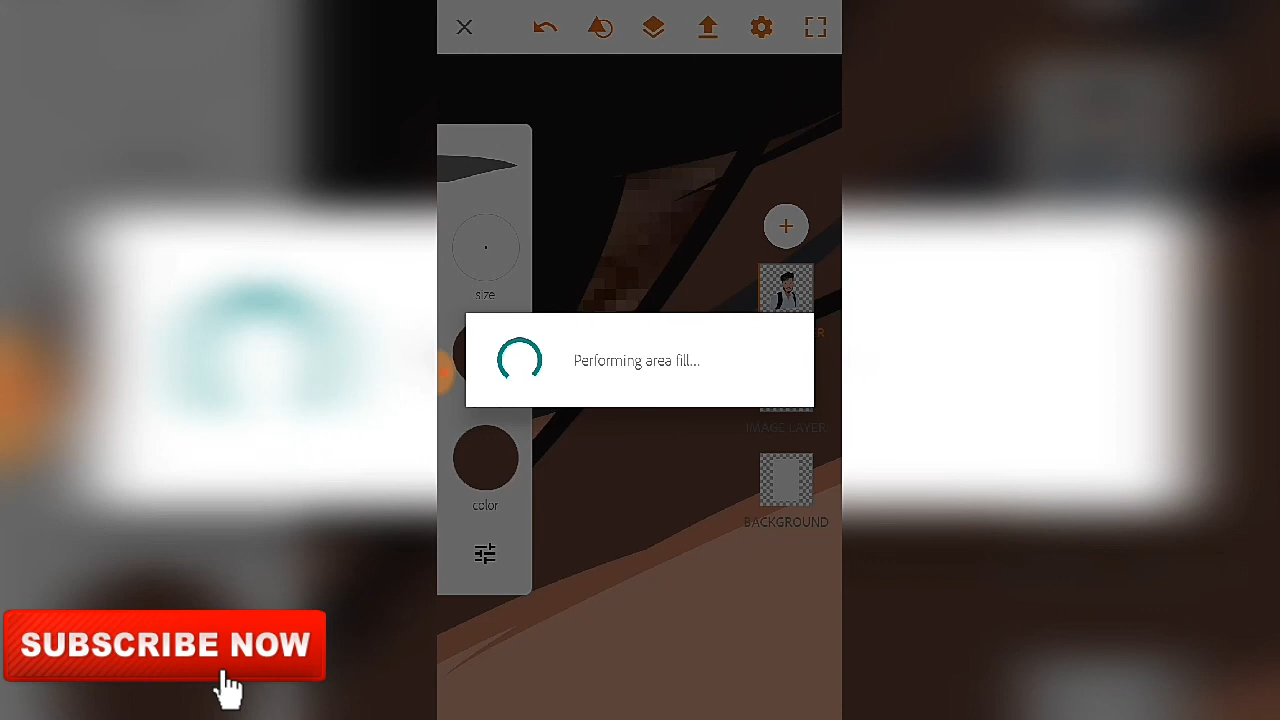 size
Performing area fill...
R
IMAGE LAYER
color
BACKGROUND
SUBSCRIBE NOW